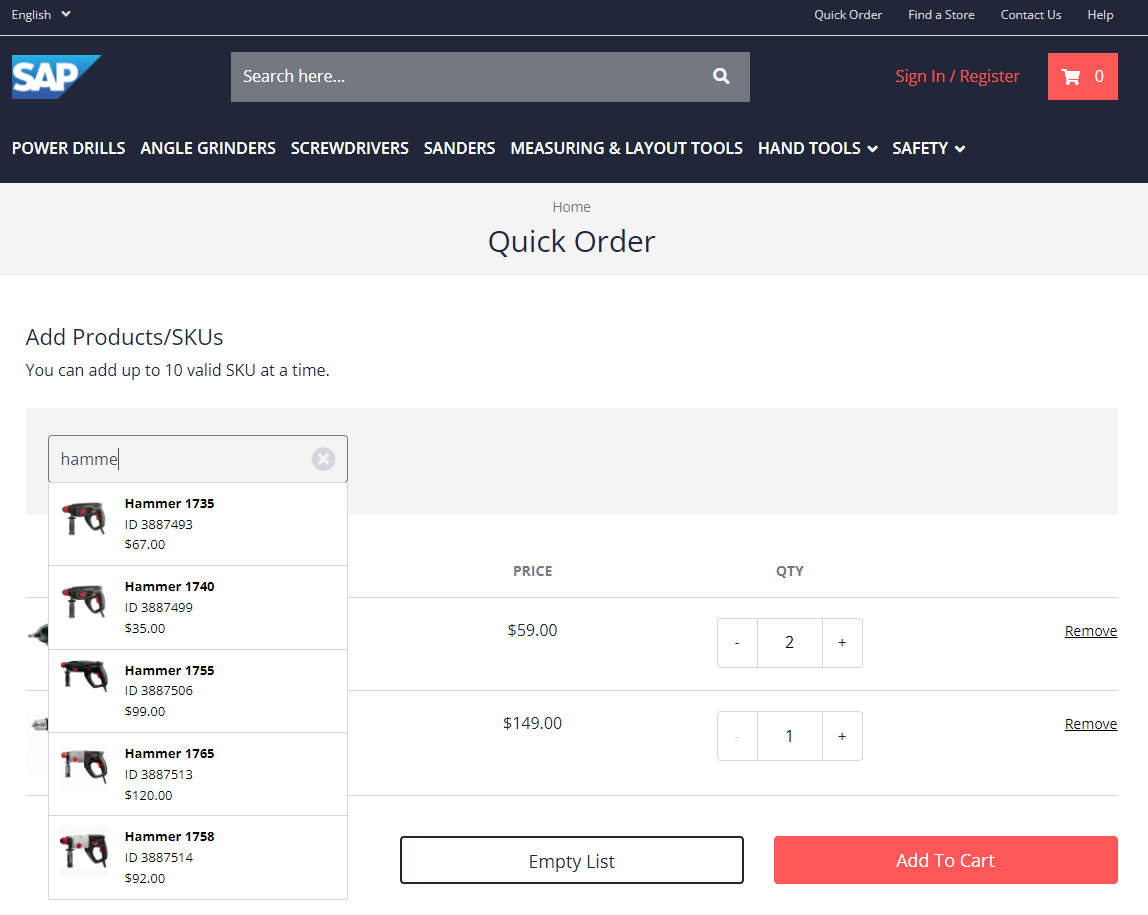 English
Quick Order Find a Store Contact Us Help
SAP
Search here...
Sign In / Register
0
POWER DRILLS ANGLE GRINDERS SCREWDRIVERS SANDERS MEASURING & LAYOUT TOOLS HAND TOOLS SAFETY
Home
Quick Order
Add Products/SKUs
You can add up to 10 valid SKU at a time.
hamme
Hammer 1735
ID 3887493
$67.00
Hammer 1740
ID 3887499
$35.00
Hammer 1755
ID 3887506
$99.00
Hammer 1765
ID 3887513
$120.00
Hammer 1758
ID 3887514
$92.00
PRICE QTY
$59.00 - 2 + Remove
$149.00 - 1 + Remove
Empty List
Add To Cart